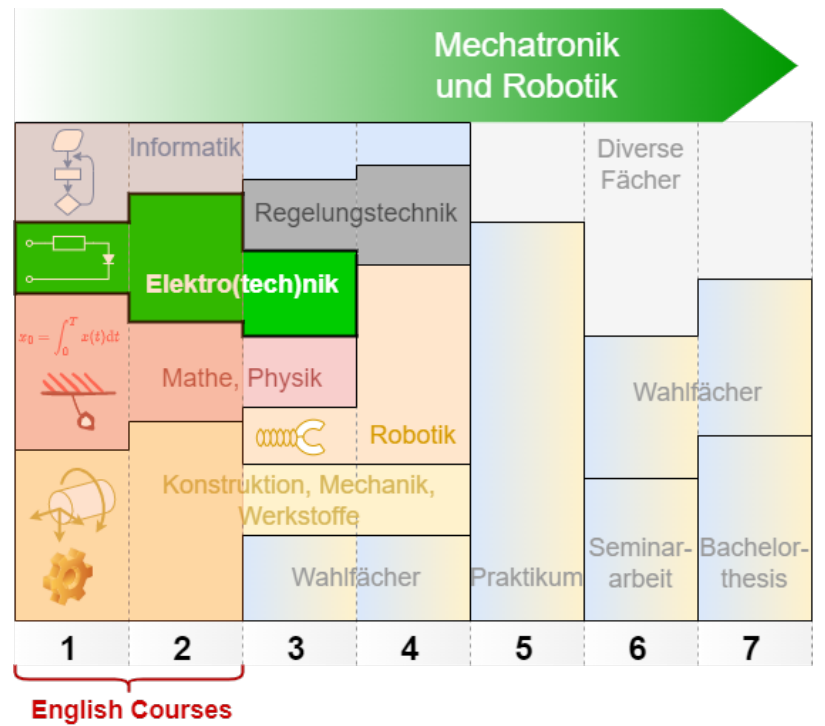 Mechatronik
und Robotik
Informatik
Diverse
Fächer
Regelungstechnik
Elektro(tech)nik
x₀ = ∫₀ᵀ x(t)dt
Mathe, Physik
Wahlfächer
Robotik
Konstruktion, Mechanik,
Werkstoffe
Wahlfächer
Praktikum
Seminar-
arbeit
Bachelor-
thesis
1 2 3 4 5 6 7
English Courses